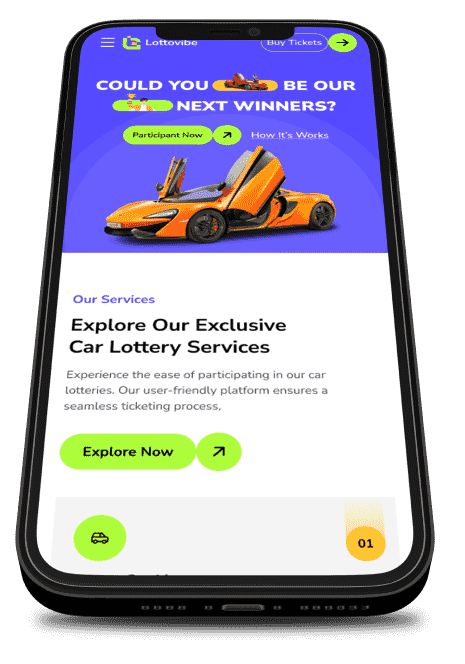 Lottovibe
Buy Tickets
COULD YOU BE OUR
NEXT WINNERS?
Participant Now
How It's Works
Our Services
Explore Our Exclusive
Car Lottery Services
Experience the ease of participating in our car
lotteries. Our user-friendly platform ensures a
seamless ticketing process,
Explore Now
01